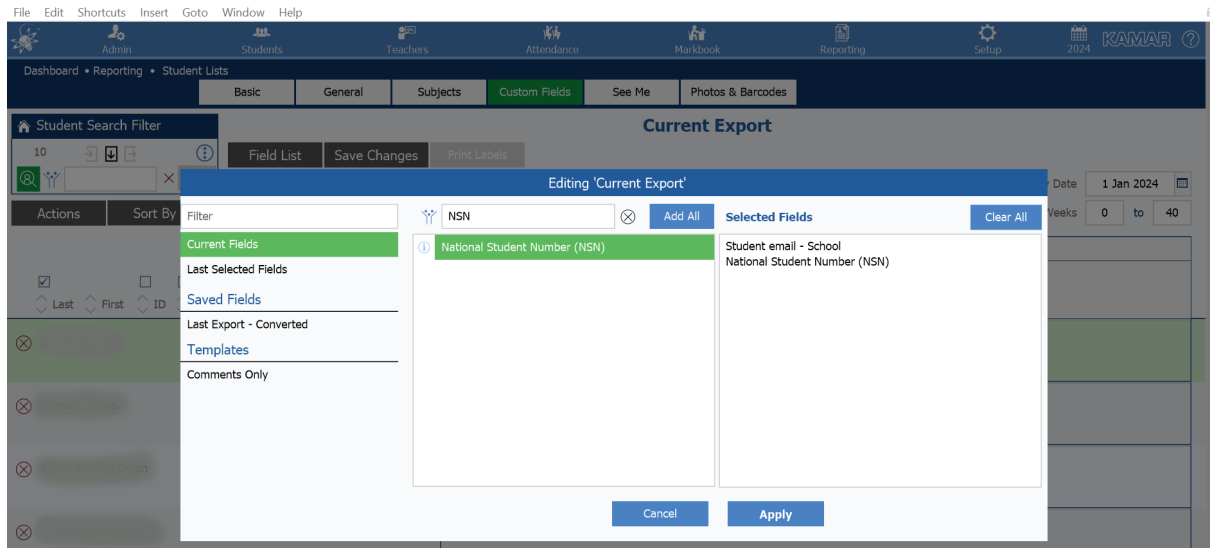 File Edit Shortcuts Insert Goto Window Help
Admin Students Teachers Attendance Markbook Reporting Setup 2024 KAMAR ?
Dashboard • Reporting • Student Lists
Basic General Subjects Custom Fields See Me Photos & Barcodes
Student Search Filter
Current Export
10
Field List Save Changes Print Labels
Editing 'Current Export'
Date 1 Jan 2024
Actions Sort By
Weeks 0 to 40
Filter
NSN
Add All
Selected Fields
Clear All
Current Fields
National Student Number (NSN)
Student email - School
National Student Number (NSN)
Last Selected Fields
Saved Fields
Last First ID
Last Export - Converted
Templates
Comments Only
Cancel Apply